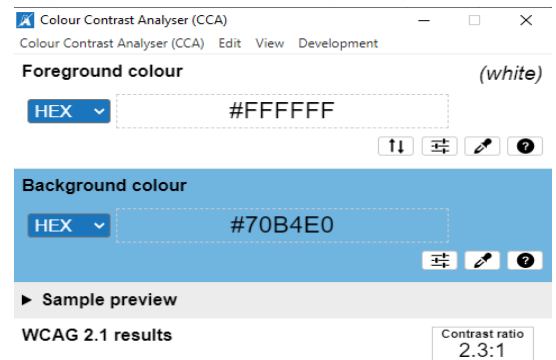 Colour Contrast Analyser (CCA)
Colour Contrast Analyser (CCA) Edit View Development
Foreground colour (white)
HEX #FFFFFF
Background colour
HEX #70B4E0
Sample preview
WCAG 2.1 results Contrast ratio
2.3:1